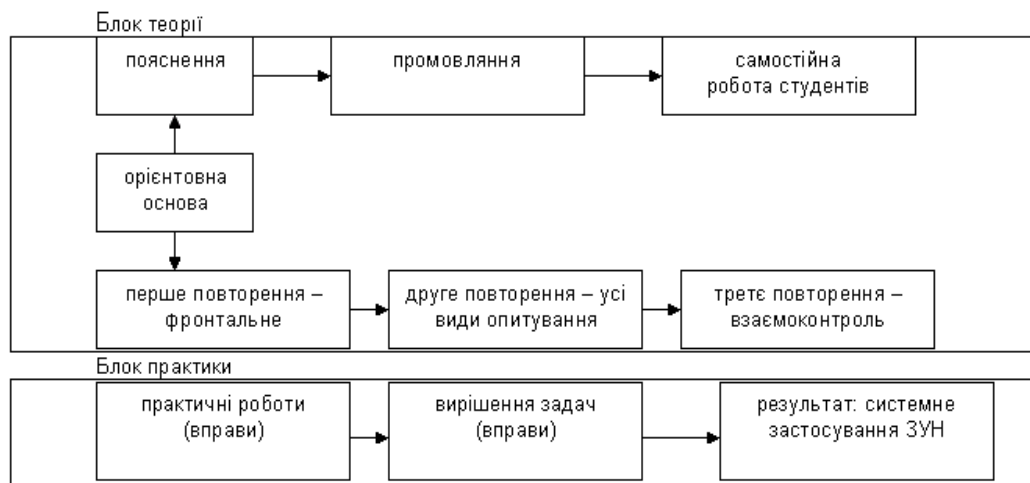 Блок теорії
пояснення
промовляння
самостійна
робота студентів
орієнтовна
основа
перше повторення –
фронтальне
друге повторення – усі
види опитування
третє повторення –
взаємоконтроль
Блок практики
практичні роботи
(вправи)
вирішення задач
(вправи)
результат: системне
застосування ЗУН